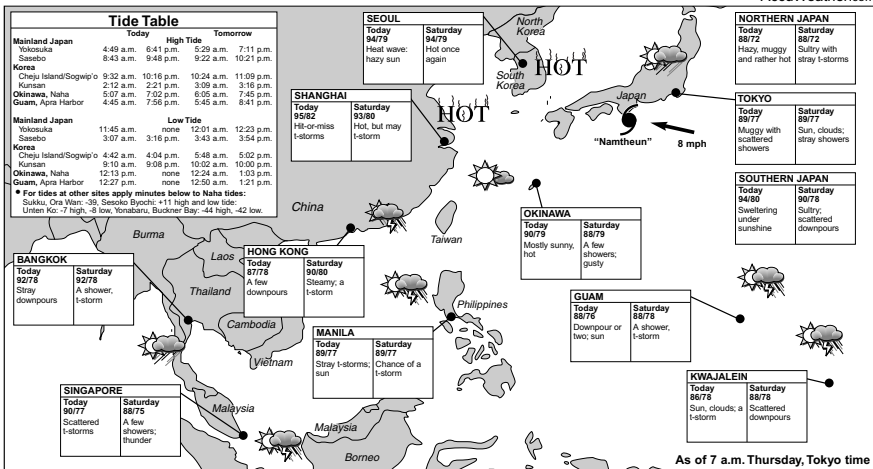 Tide Table
Today Tomorrow
Mainland Japan High Tide
Yokosuka 4:49 a.m. 6:41 p.m. 5:29 a.m. 7:11 p.m.
Sasebo 8:43 a.m. 9:48 p.m. 9:22 a.m. 10:21 p.m.
Korea
Cheju Island/Sogwip'o 9:32 a.m. 10:16 p.m. 10:24 a.m. 11:09 p.m.
Kunsan 2:12 a.m. 2:21 p.m. 3:09 a.m. 3:16 p.m.
Okinawa, Naha 5:07 a.m. 7:02 p.m. 6:05 a.m. 7:45 p.m.
Guam, Apra Harbor 4:45 a.m. 7:56 p.m. 5:45 a.m. 8:41 p.m.
Mainland Japan Low Tide
Yokosuka 11:45 a.m. none 12:01 a.m. 12:23 p.m.
Sasebo 3:07 a.m. 3:16 p.m. 3:43 a.m. 3:54 p.m.
Korea
Cheju Island/Sogwip'o 4:42 a.m. 4:04 p.m. 5:48 a.m. 5:02 p.m.
Kunsan 9:10 a.m. 9:08 p.m. 10:02 a.m. 10:00 p.m.
Okinawa, Naha 12:13 p.m. none 12:24 a.m. 1:03 p.m.
Guam, Apra Harbor 12:27 p.m. none 12:50 a.m. 1:21 p.m.
• For tides at other sites apply minutes below to Naha tides:
Sukku, Ora Wan: -39, Sesoko Byochi: +11 high and low tide:
Unten Ko: -7 high, -8 low, Yonabaru, Buckner Bay: -44 high, -42 low.
SEOUL
Today Saturday
94/79 94/79
Heat wave: Hot once
hazy sun again
North
Korea
South
Korea
HOT
NORTHERN JAPAN
Today Saturday
88/72 88/72
Hazy, muggy Sultry with
and rather hot stray t-storms
SHANGHAI
Today Saturday
95/82 93/80
Hit-or-miss Hot, but may
t-storms t-storm
HOT
Japan
"Namtheun"
8 mph
TOKYO
Today Saturday
89/77 89/77
Muggy with Sun, clouds;
scattered stray showers
showers
SOUTHERN JAPAN
Today Saturday
94/80 90/78
Sweltering Sultry;
under scattered
sunshine downpours
China
Taiwan
OKINAWA
Today Saturday
90/79 88/79
Mostly sunny, A few
hot showers;
gusty
Burma
Laos
Thailand
Cambodia
Vietnam
BANGKOK
Today Saturday
92/78 92/78
Stray A shower,
downpours t-storm
HONG KONG
Today Saturday
87/78 90/80
A few Steamy; a
downpours t-storm
Philippines
GUAM
Today Saturday
88/76 88/78
Downpour or A shower,
two; sun t-storm
MANILA
Today Saturday
89/77 89/77
Stray t-storms; Chance of a
sun t-storm
KWAJALEIN
Today Saturday
86/78 88/78
Sun, clouds; a Scattered
t-storm downpours
SINGAPORE
Today Saturday
90/77 88/75
Scattered A few
t-storms showers;
thunder
Malaysia
Malaysia
Borneo
As of 7 a.m. Thursday, Tokyo time